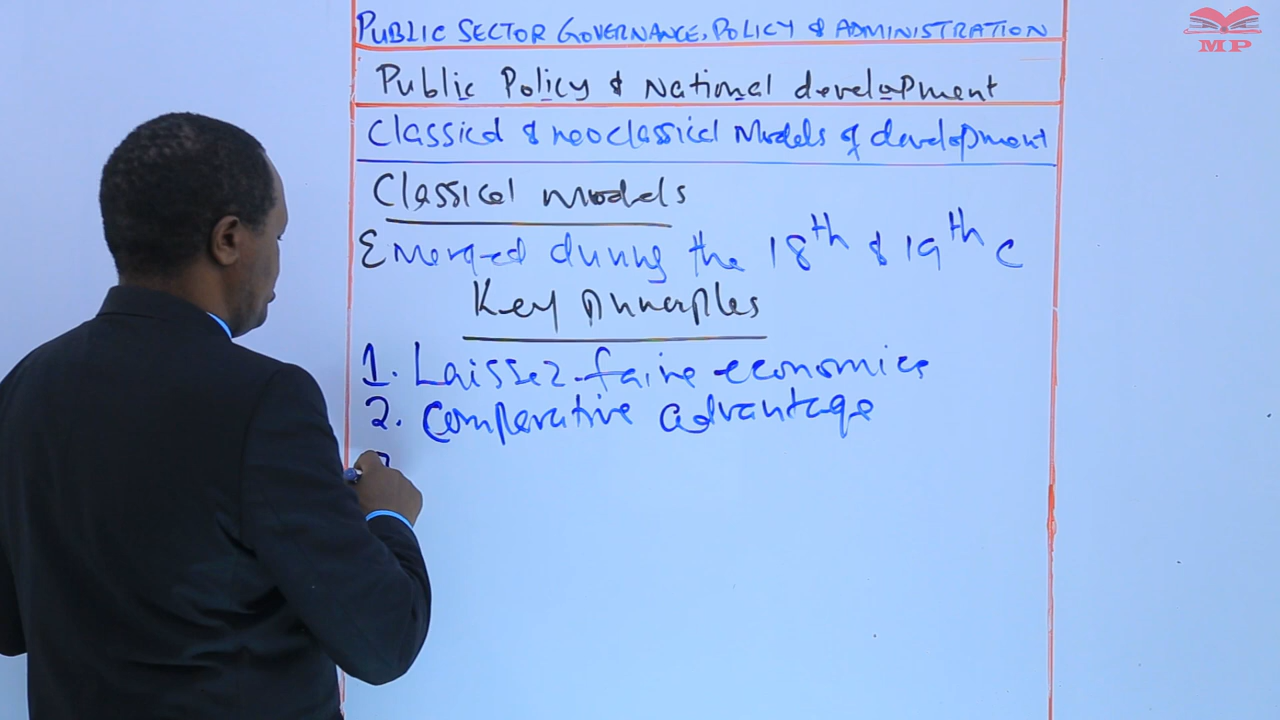 PUBLIC SECTOR GOVERNANCE, POLICY & ADMINISTRATION
MP
Public Policy & National development
Classical & neoclassical Models of development
Classical Models
Emerged during the 18th & 19th C
Key principles
1. Laissez-faire economics
2. Comparative advantage
3